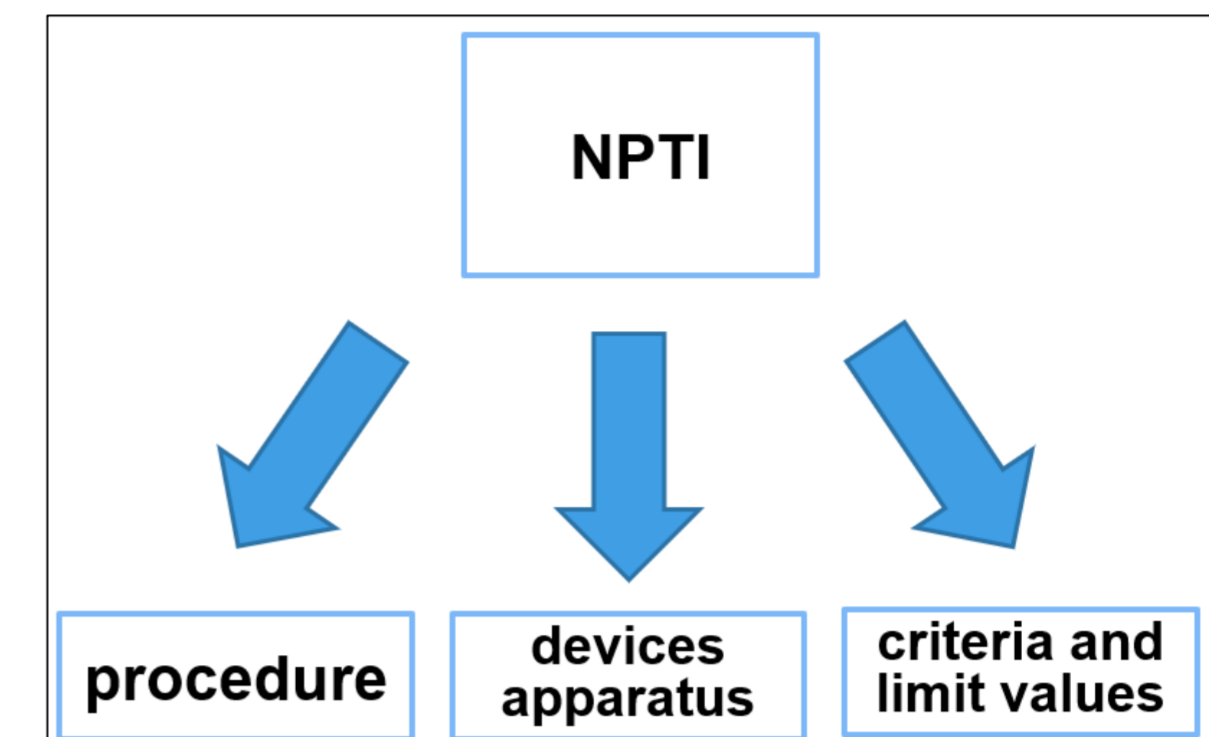 NPTI
procedure
devices
apparatus
criteria and
limit values